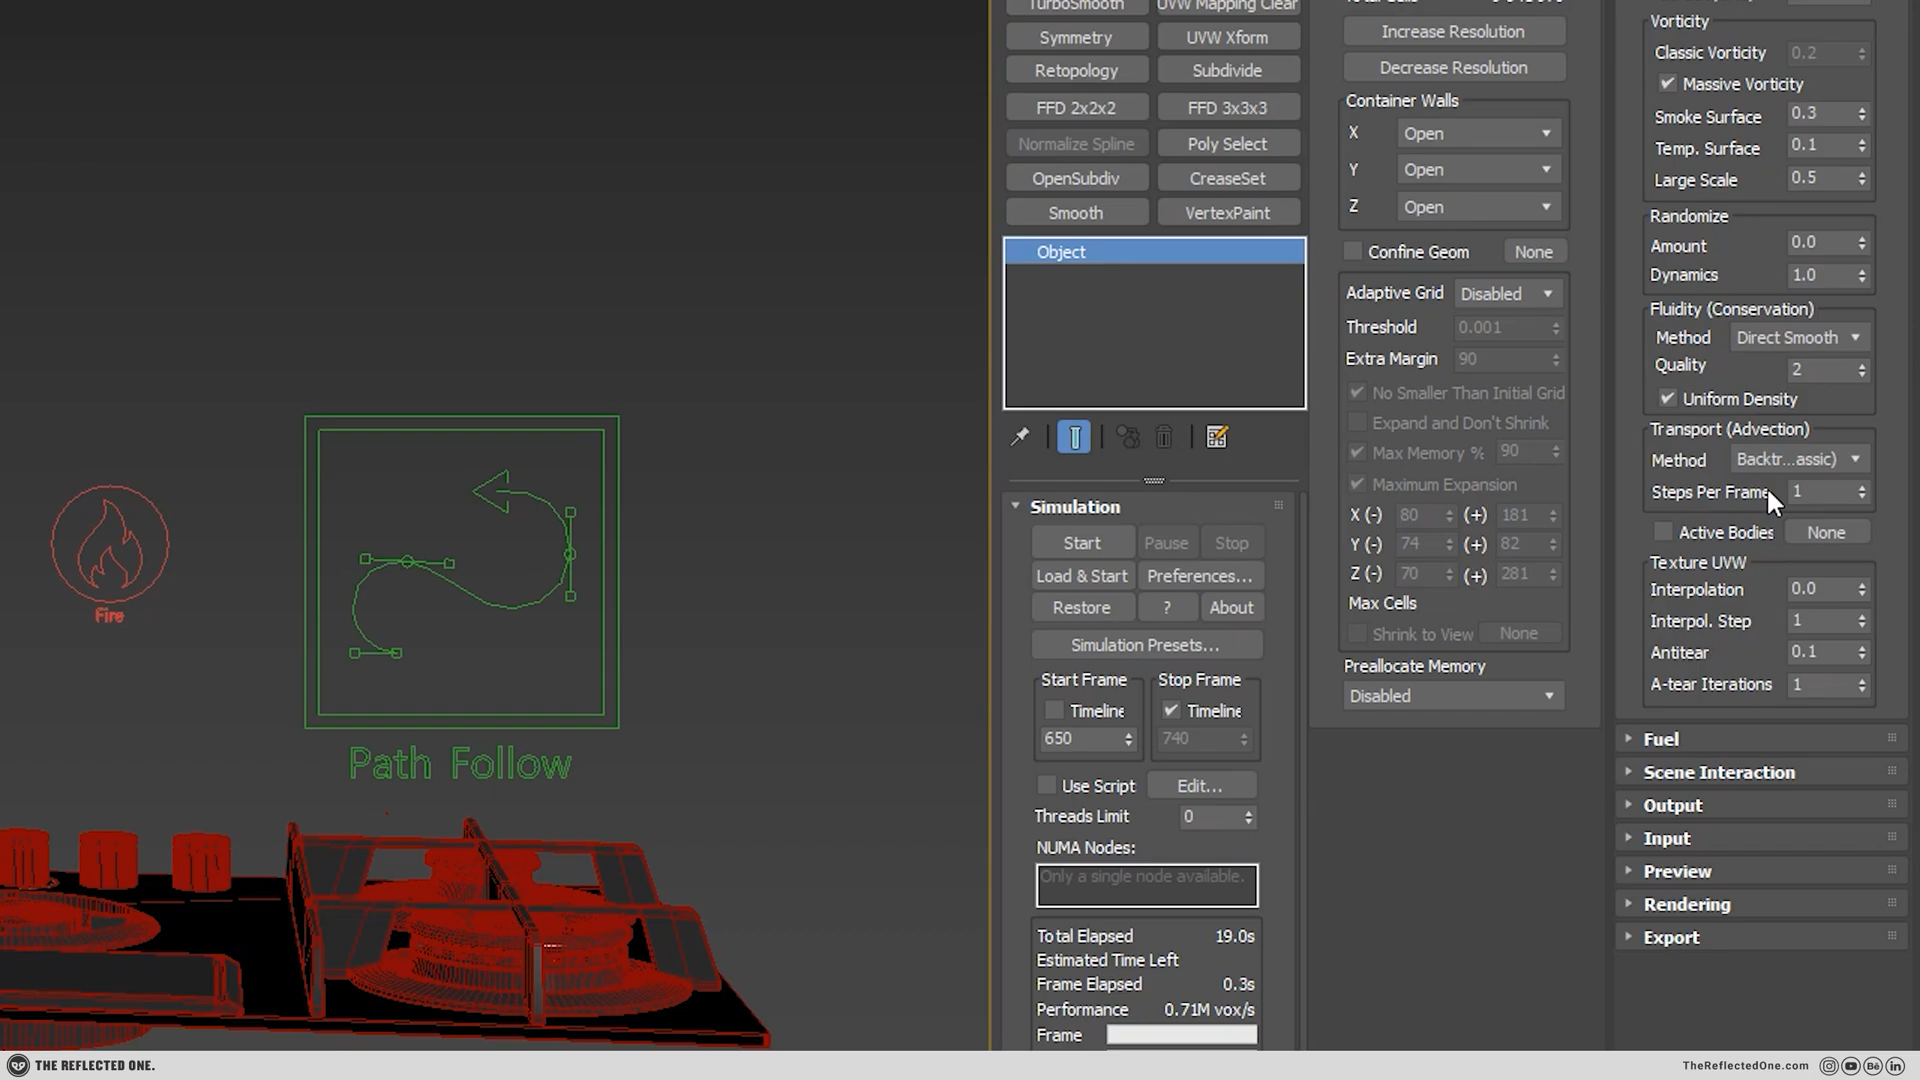 Fire
Path Follow
TurboSmooth
UVW Mapping Clear
Symmetry
UVW Xform
Retopology
Subdivide
FFD 2x2x2
FFD 3x3x3
Normalize Spline
Poly Select
OpenSubdiv
CreaseSet
Smooth
VertexPaint
Object
Simulation
Start
Pause
Stop
Load & Start
Preferences...
Restore
?
About
Simulation Presets...
Start Frame
Stop Frame
Timeline
Timeline
650
740
Use Script
Edit...
Threads Limit
0
NUMA Nodes:
Only a single node available.
Total Elapsed 19.0s
Estimated Time Left
Frame Elapsed 0.3s
Performance 0.71M vox/s
Frame
Increase Resolution
Decrease Resolution
Container Walls
X Open
Y Open
Z Open
Confine Geom None
Adaptive Grid Disabled
Threshold 0.001
Extra Margin 90
No Smaller Than Initial Grid
Expand and Don't Shrink
Max Memory % 90
Maximum Expansion
X (-) 80 (+) 181
Y (-) 74 (+) 82
Z (-) 70 (+) 281
Max Cells
Shrink to View None
Preallocate Memory
Disabled
Vorticity
Classic Vorticity 0.2
Massive Vorticity
Smoke Surface 0.3
Temp. Surface 0.1
Large Scale 0.5
Randomize
Amount 0.0
Dynamics 1.0
Fluidity (Conservation)
Method Direct Smooth
Quality 2
Uniform Density
Transport (Advection)
Method Backtr...assic)
Steps Per Frame 1
Active Bodies None
Texture UVW
Interpolation 0.0
Interpol. Step 1
Antitear 0.1
A-tear Iterations 1
Fuel
Scene Interaction
Output
Input
Preview
Rendering
Export
THE REFLECTED ONE.
TheReflectedOne.com